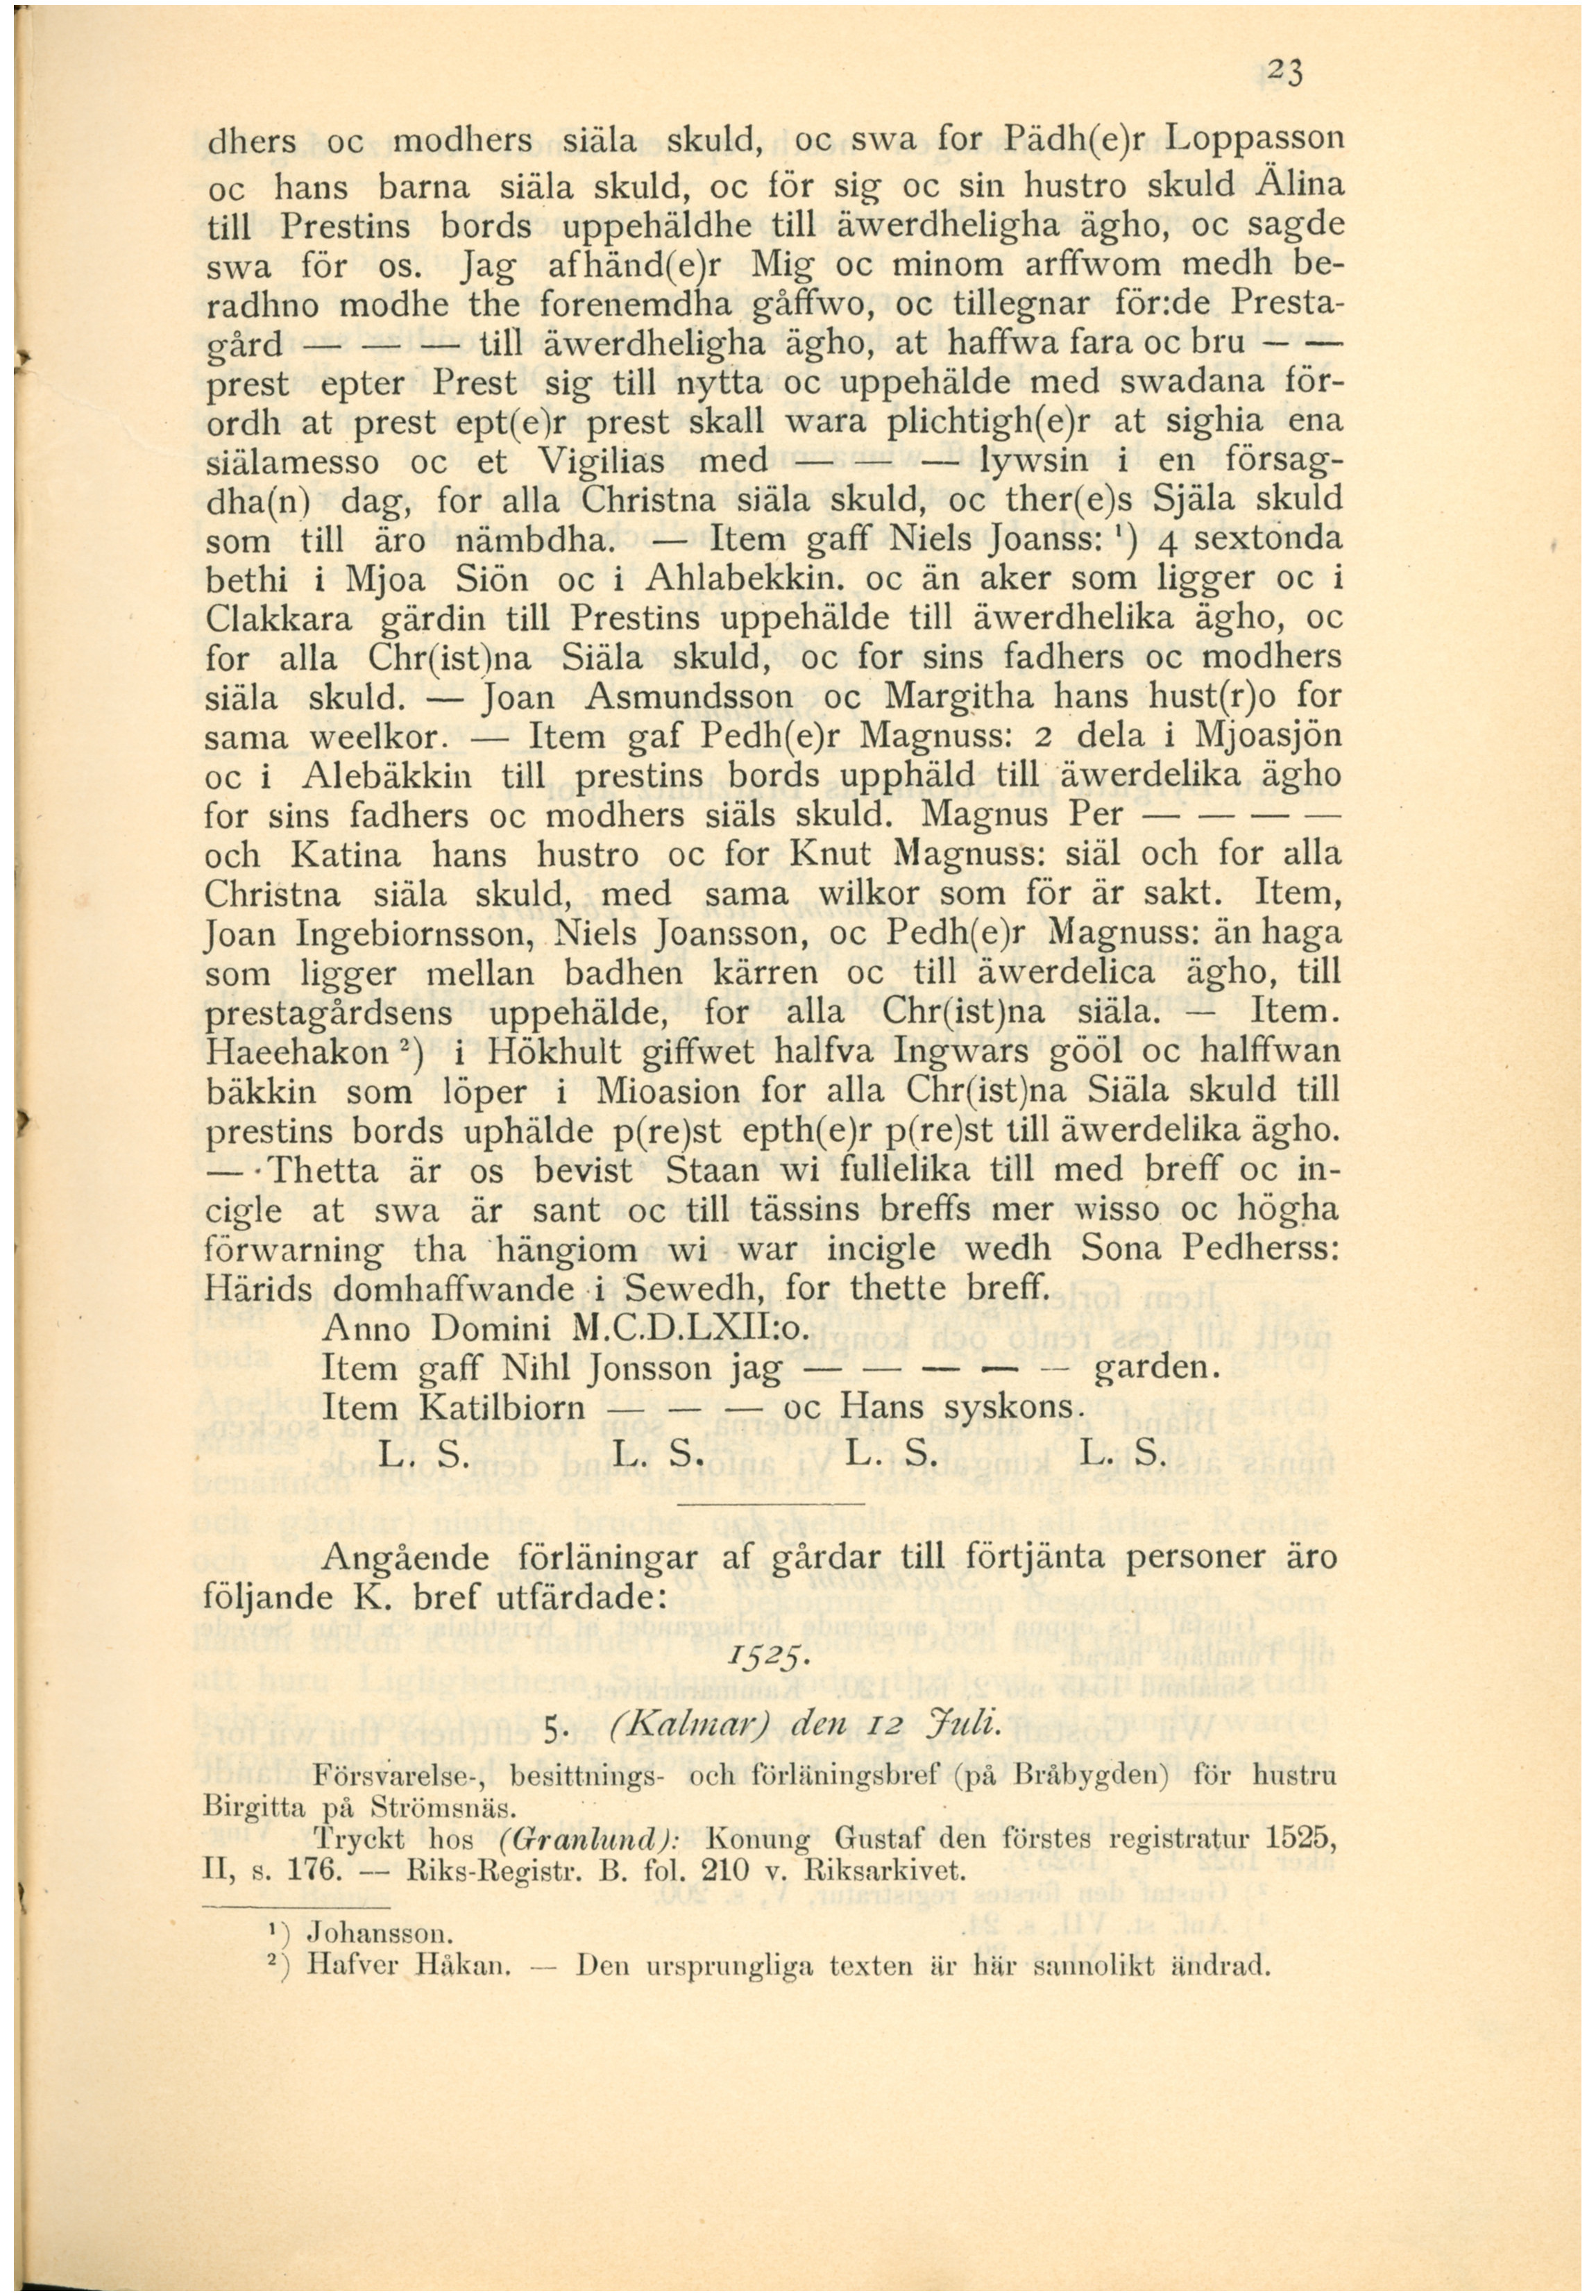 23
dhers oc modhers siäla skuld, oc swa for Pädh(e)r Loppasson
oc hans barna siäla skuld, oc för sig oc sin hustro skuld Älina
till Prestins bords uppehäldhe till äwerdheligha ägho, oc sagde
swa för os. Jag afhänd(e)r Mig oc minom arffwom medh be-
radhno modhe the forenemdha gåffwo, oc tillegnar för:de Presta-
gård — — — till äwerdheligha ägho, at haffwa fara oc bru — —
prest epter Prest sig till nytta oc uppehälde med swadana för-
ordh at prest ept(e)r prest skall wara plichtigh(e)r at sighia ena
siälamesso oc et Vigilias med — — — lywsin i en försag-
dha(n) dag, for alla Christna siäla skuld, oc ther(e)s Själa skuld
som till äro nämbdha. — Item gaff Niels Joanss: ¹) 4 sextonda
bethi i Mjoa Siön oc i Ahlabekkin. oc än aker som ligger oc i
Clakkara gärdin till Prestins uppehälde till äwerdhelika ägho, oc
for alla Chr(ist)na Siäla skuld, oc for sins fadhers oc modhers
siäla skuld. — Joan Asmundsson oc Margitha hans hust(r)o for
sama weelkor. — Item gaf Pedh(e)r Magnuss: 2 dela i Mjoasjön
oc i Alebäkkin till prestins bords upphäld till äwerdelika ägho
for sins fadhers oc modhers siäls skuld. Magnus Per — — — —
och Katina hans hustro oc for Knut Magnuss: siäl och for alla
Christna siäla skuld, med sama wilkor som för är sakt. Item,
Joan Ingebiornsson, Niels Joansson, oc Pedh(e)r Magnuss: än haga
som ligger mellan badhen kärren oc till äwerdelica ägho, till
prestagårdsens uppehälde, for alla Chr(ist)na siäla. — Item.
Haeehakon ²) i Hökhult giffwet halfva Ingwars gööl oc halffwan
bäkkin som löper i Mioasion for alla Chr(ist)na Siäla skuld till
prestins bords uphälde p(re)st epth(e)r p(re)st till äwerdelika ägho.
— Thetta är os bevist Staan wi fullelika till med breff oc in-
cigle at swa är sant oc till tässins breffs mer wisso oc högha
förwarning tha hängiom wi war incigle wedh Sona Pedherss:
Härids domhaffwande i Sewedh, for thette breff.
Anno Domini M.C.D.LXII:o.
Item gaff Nihl Jonsson jag — — — — — garden.
Item Katilbiorn — — — oc Hans syskons.
L. S. L. S. L. S. L. S.
Angående förläningar af gårdar till förtjänta personer äro
följande K. bref utfärdade:
1525.
5. (Kalmar) den 12 Juli.
Försvarelse-, besittnings- och förläningsbref (på Bråbygden) för hustru
Birgitta på Strömsnäs.
Tryckt hos (Granlund): Konung Gustaf den förstes registratur 1525,
II, s. 176. — Riks-Registr. B. fol. 210 v. Riksarkivet.
¹) Johansson.
²) Hafver Håkan. — Den ursprungliga texten är här sannolikt ändrad.